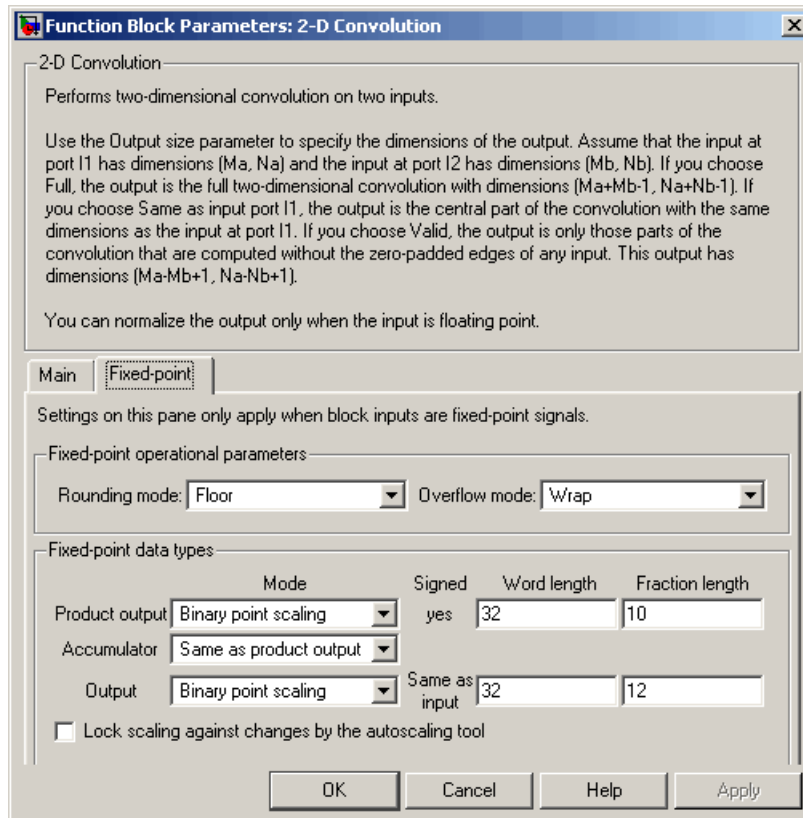 Function Block Parameters: 2-D Convolution
2-D Convolution
Performs two-dimensional convolution on two inputs.
Use the Output size parameter to specify the dimensions of the output. Assume that the input at
port I1 has dimensions (Ma, Na) and the input at port I2 has dimensions (Mb, Nb). If you choose
Full, the output is the full two-dimensional convolution with dimensions (Ma+Mb-1, Na+Nb-1). If
you choose Same as input port I1, the output is the central part of the convolution with the same
dimensions as the input at port I1. If you choose Valid, the output is only those parts of the
convolution that are computed without the zero-padded edges of any input. This output has
dimensions (Ma-Mb+1, Na-Nb+1).
You can normalize the output only when the input is floating point.
Main Fixed-point
Settings on this pane only apply when block inputs are fixed-point signals.
Fixed-point operational parameters
Rounding mode: Floor Overflow mode: Wrap
Fixed-point data types
Mode Signed Word length Fraction length
Product output Binary point scaling yes 32 10
Accumulator Same as product output
Output Binary point scaling Same as input 32 12
Lock scaling against changes by the autoscaling tool
OK Cancel Help Apply